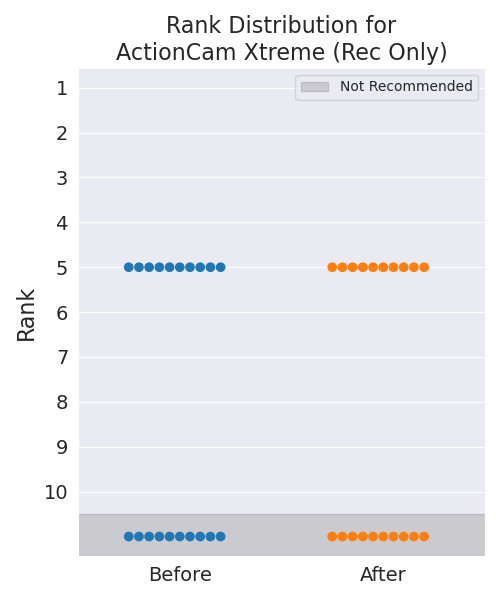 Rank Distribution for
ActionCam Xtreme (Rec Only)
Not Recommended
Rank
1
2
3
4
5
6
7
8
9
10
Before After